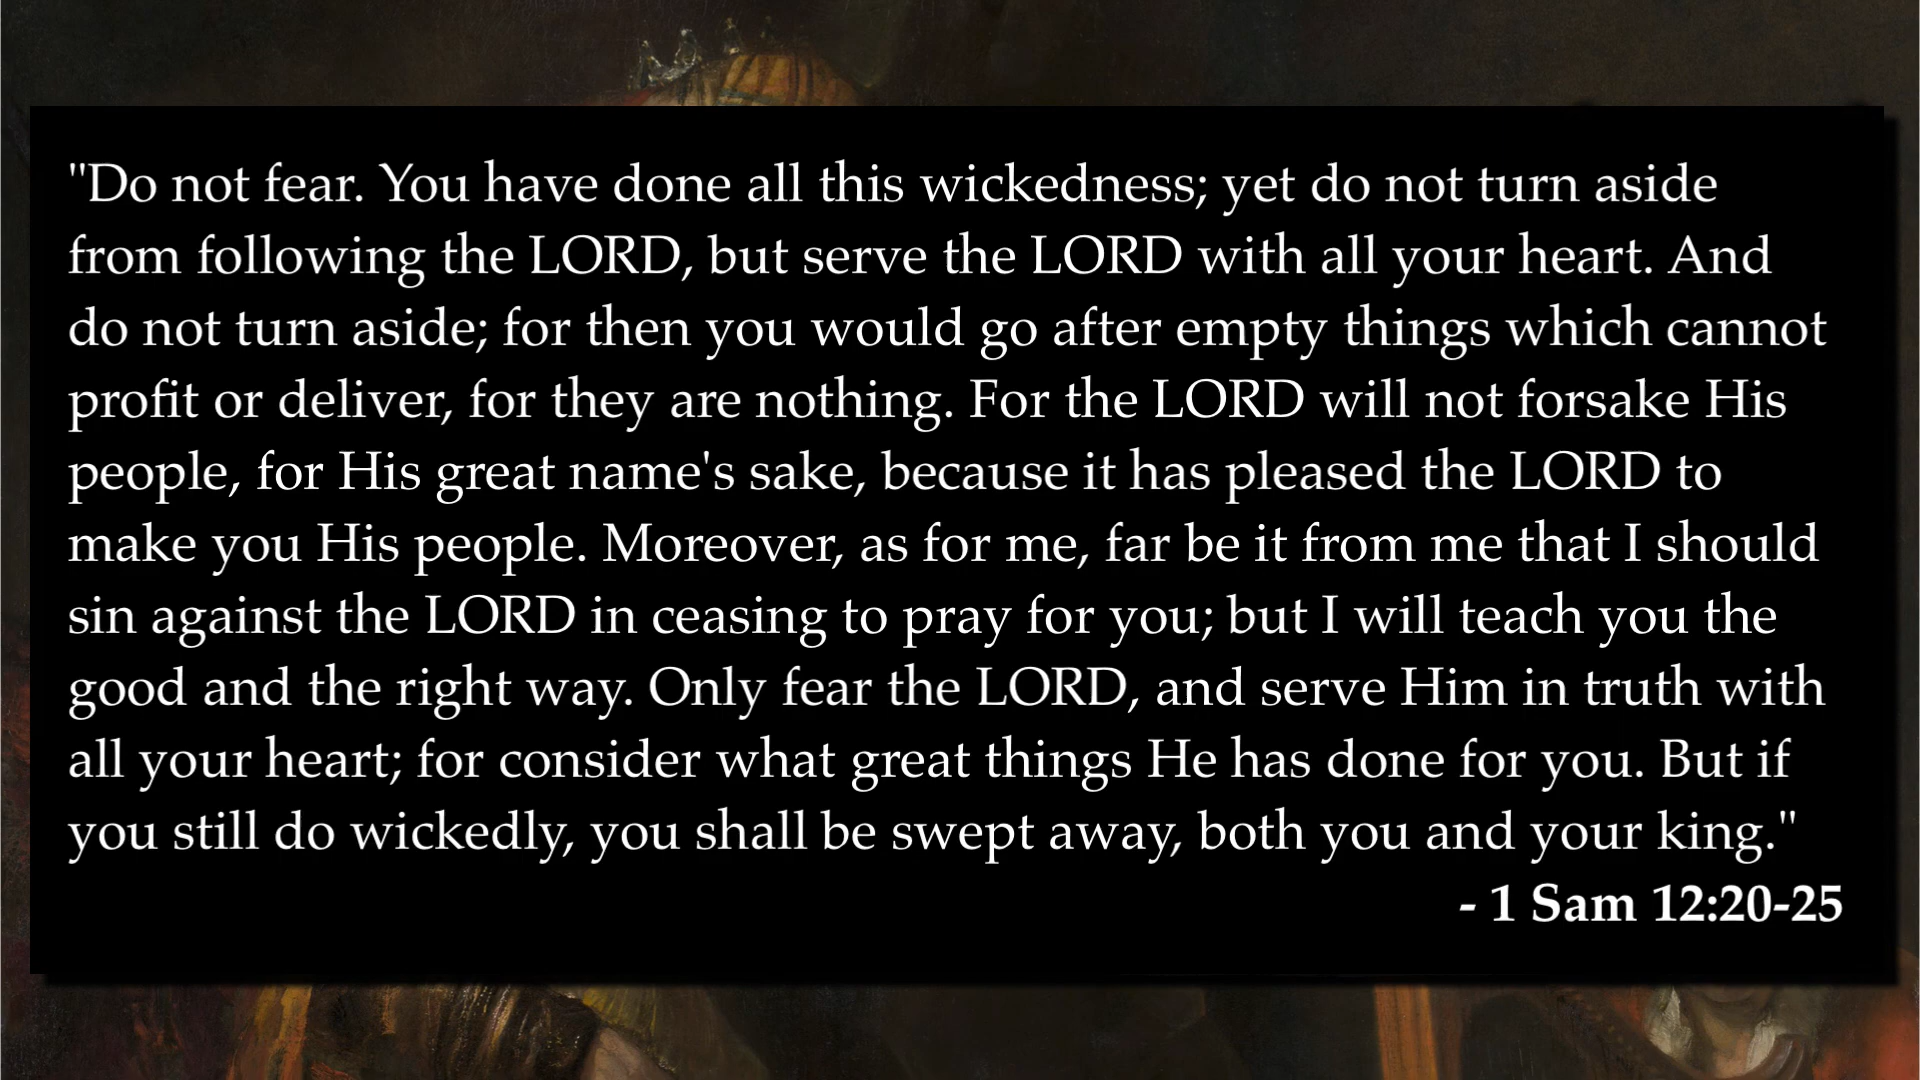 "Do not fear. You have done all this wickedness; yet do not turn aside
from following the LORD, but serve the LORD with all your heart. And
do not turn aside; for then you would go after empty things which cannot
profit or deliver, for they are nothing. For the LORD will not forsake His
people, for His great name's sake, because it has pleased the LORD to
make you His people. Moreover, as for me, far be it from me that I should
sin against the LORD in ceasing to pray for you; but I will teach you the
good and the right way. Only fear the LORD, and serve Him in truth with
all your heart; for consider what great things He has done for you. But if
you still do wickedly, you shall be swept away, both you and your king."
- 1 Sam 12:20-25